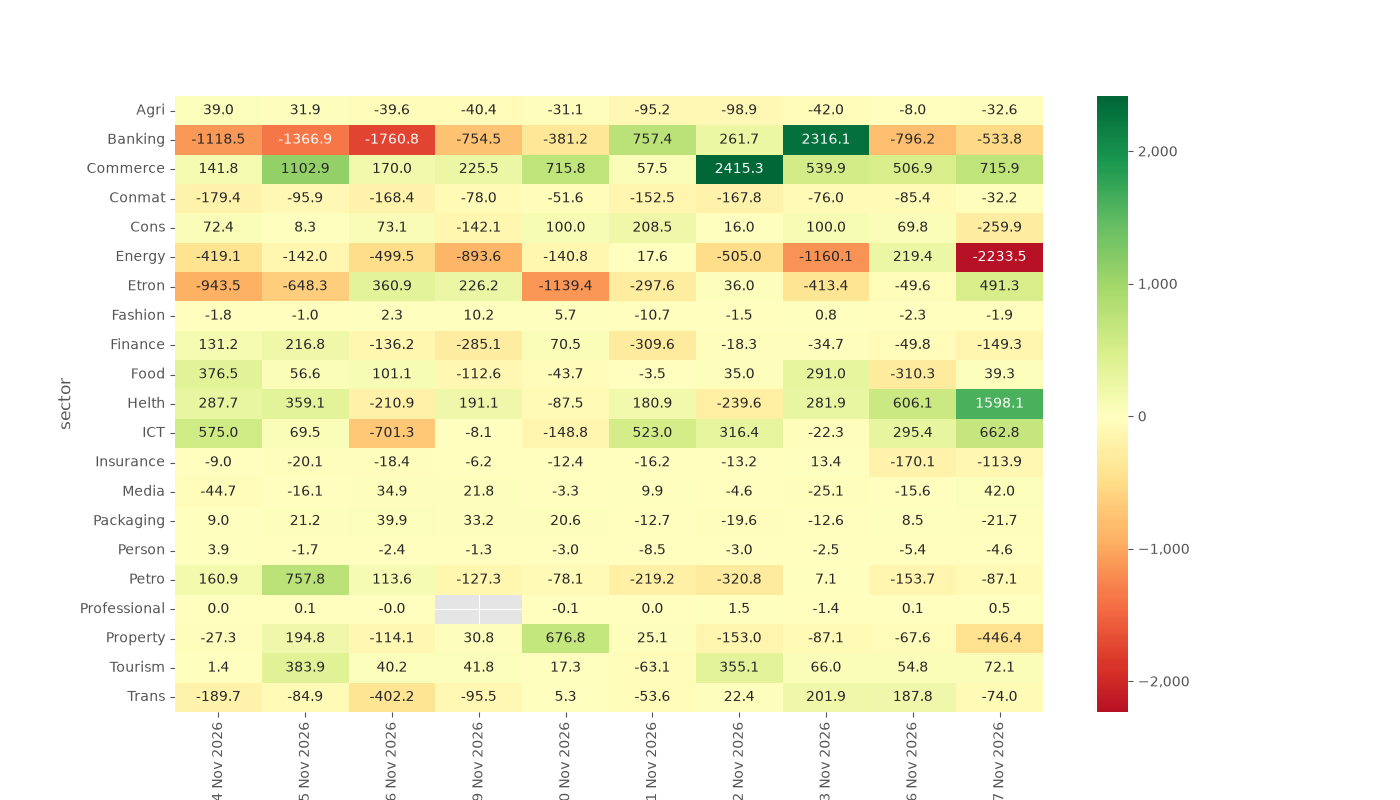 Agri 39.0 31.9 -39.6 -40.4 -31.1 -95.2 -98.9 -42.0 -8.0 -32.6
Banking -1118.5 -1366.9 -1760.8 -754.5 -381.2 757.4 261.7 2316.1 -796.2 -533.8
Commerce 141.8 1102.9 170.0 225.5 715.8 57.5 2415.3 539.9 506.9 715.9
Conmat -179.4 -95.9 -168.4 -78.0 -51.6 -152.5 -167.8 -76.0 -85.4 -32.2
Cons 72.4 8.3 73.1 -142.1 100.0 208.5 16.0 100.0 69.8 -259.9
Energy -419.1 -142.0 -499.5 -893.6 -140.8 17.6 -505.0 -1160.1 219.4 -2233.5
Etron -943.5 -648.3 360.9 226.2 -1139.4 -297.6 36.0 -413.4 -49.6 491.3
Fashion -1.8 -1.0 2.3 10.2 5.7 -10.7 -1.5 0.8 -2.3 -1.9
Finance 131.2 216.8 -136.2 -285.1 70.5 -309.6 -18.3 -34.7 -49.8 -149.3
Food 376.5 56.6 101.1 -112.6 -43.7 -3.5 35.0 291.0 -310.3 39.3
Helth 287.7 359.1 -210.9 191.1 -87.5 180.9 -239.6 281.9 606.1 1598.1
ICT 575.0 69.5 -701.3 -8.1 -148.8 523.0 316.4 -22.3 295.4 662.8
Insurance -9.0 -20.1 -18.4 -6.2 -12.4 -16.2 -13.2 13.4 -170.1 -113.9
Media -44.7 -16.1 34.9 21.8 -3.3 9.9 -4.6 -25.1 -15.6 42.0
Packaging 9.0 21.2 39.9 33.2 20.6 -12.7 -19.6 -12.6 8.5 -21.7
Person 3.9 -1.7 -2.4 -1.3 -3.0 -8.5 -3.0 -2.5 -5.4 -4.6
Petro 160.9 757.8 113.6 -127.3 -78.1 -219.2 -320.8 7.1 -153.7 -87.1
Professional 0.0 0.1 -0.0 -0.1 0.0 1.5 -1.4 0.1 0.5
Property -27.3 194.8 -114.1 30.8 676.8 25.1 -153.0 -87.1 -67.6 -446.4
Tourism 1.4 383.9 40.2 41.8 17.3 -63.1 355.1 66.0 54.8 72.1
Trans -189.7 -84.9 -402.2 -95.5 5.3 -53.6 22.4 201.9 187.8 -74.0
sector
4 Nov 2026
5 Nov 2026
6 Nov 2026
9 Nov 2026
0 Nov 2026
1 Nov 2026
2 Nov 2026
3 Nov 2026
6 Nov 2026
7 Nov 2026
2,000
1,000
0
−1,000
−2,000